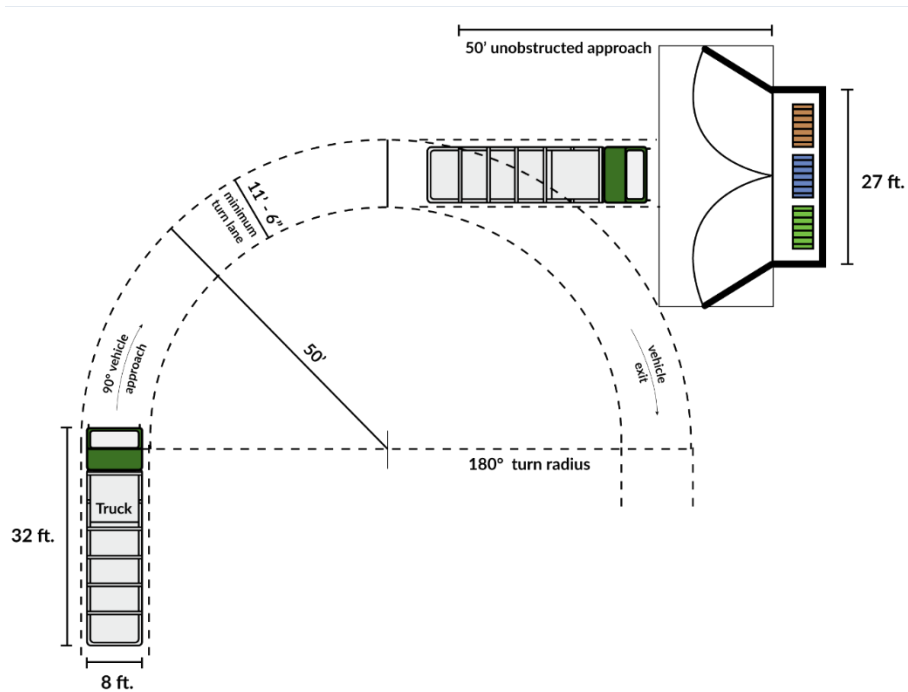 50’ unobstructed approach
27 ft.
11’ - 6”
minimum
turn lane
50’
90° vehicle
approach
vehicle
exit
180° turn radius
Truck
32 ft.
8 ft.